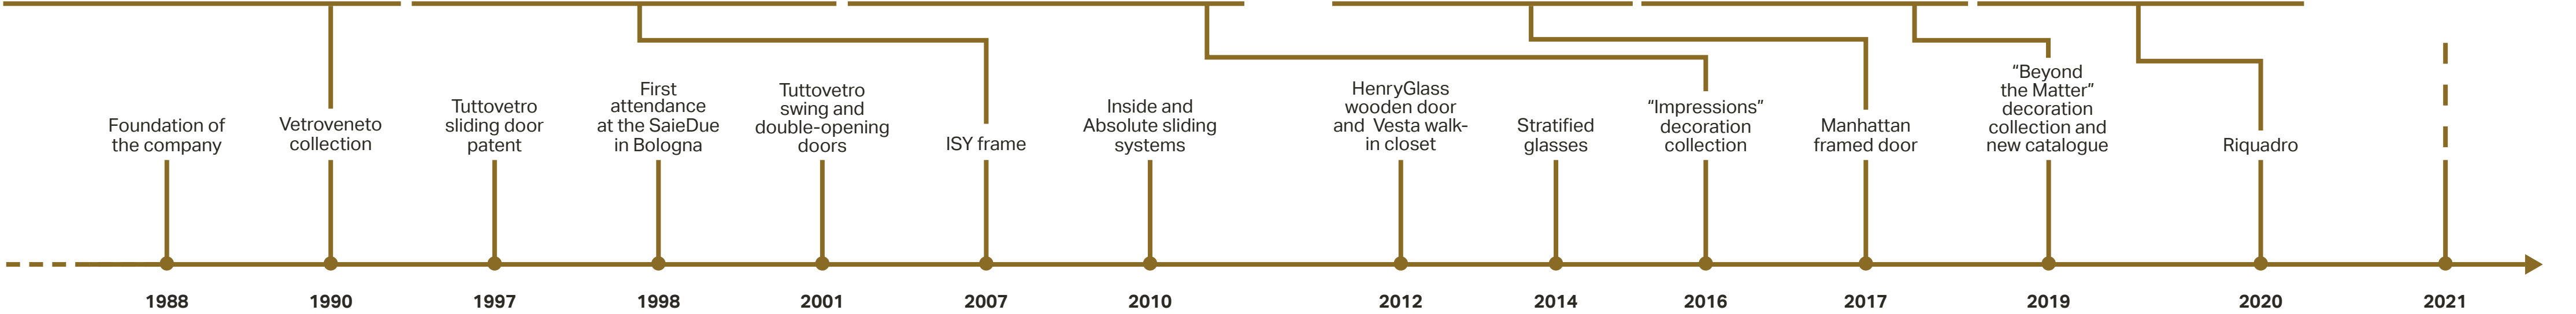 Foundation of
the company
Vetroveneto
collection
Tuttovetro
sliding door
patent
First
attendance
at the SaieDue
in Bologna
Tuttovetro
swing and
double-opening
doors
ISY frame
Inside and
Absolute sliding
systems
HenryGlass
wooden door
and Vesta walk-
in closet
Stratified
glasses
“Impressions”
decoration
collection
Manhattan
framed door
“Beyond
the Matter”
decoration
collection and
new catalogue
Riquadro
1988
1990
1997
1998
2001
2007
2010
2012
2014
2016
2017
2019
2020
2021